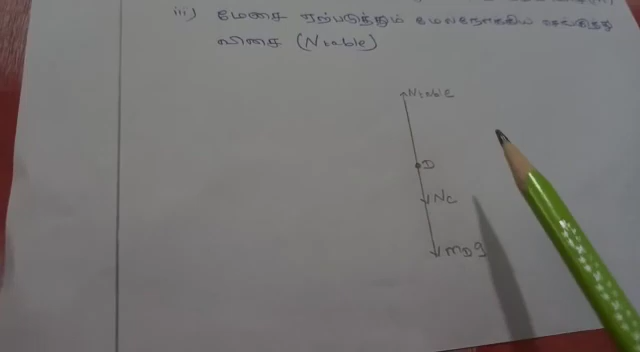 iii) மேசை ஏற்படுத்தும் மேல்நோக்கிய செங்குத்து
விசை (Ntable)
Ntable
D
Nc
mDg